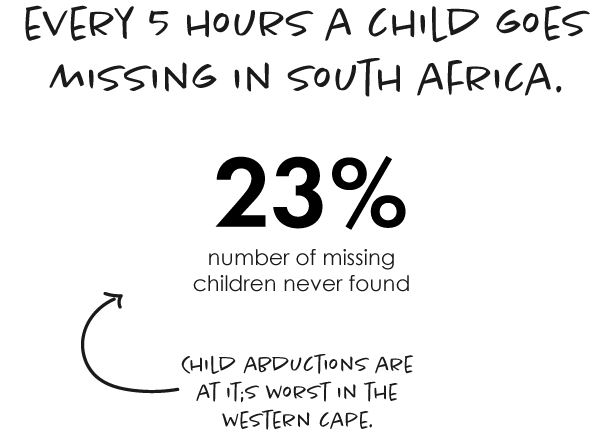 EVERY 5 HOURS A CHILD GOES
MISSING IN SOUTH AFRICA.
23%
number of missing
children never found
CHILD ABDUCTIONS ARE
AT IT;S WORST IN THE
WESTERN CAPE.